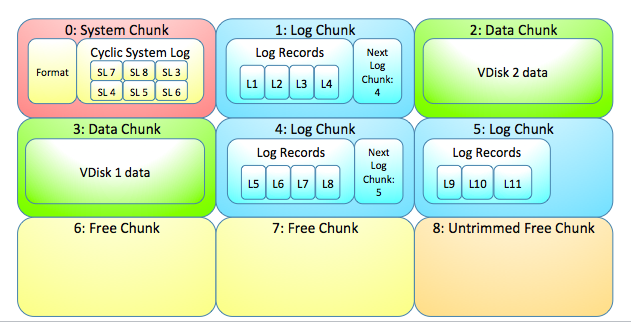 0: System Chunk
Format
Cyclic System Log
SL 7
SL 8
SL 3
SL 4
SL 5
SL 6
1: Log Chunk
Log Records
L1
L2
L3
L4
Next
Log
Chunk:
4
2: Data Chunk
VDisk 2 data
3: Data Chunk
VDisk 1 data
4: Log Chunk
Log Records
L5
L6
L7
L8
Next
Log
Chunk:
5
5: Log Chunk
Log Records
L9
L10
L11
6: Free Chunk
7: Free Chunk
8: Untrimmed Free Chunk